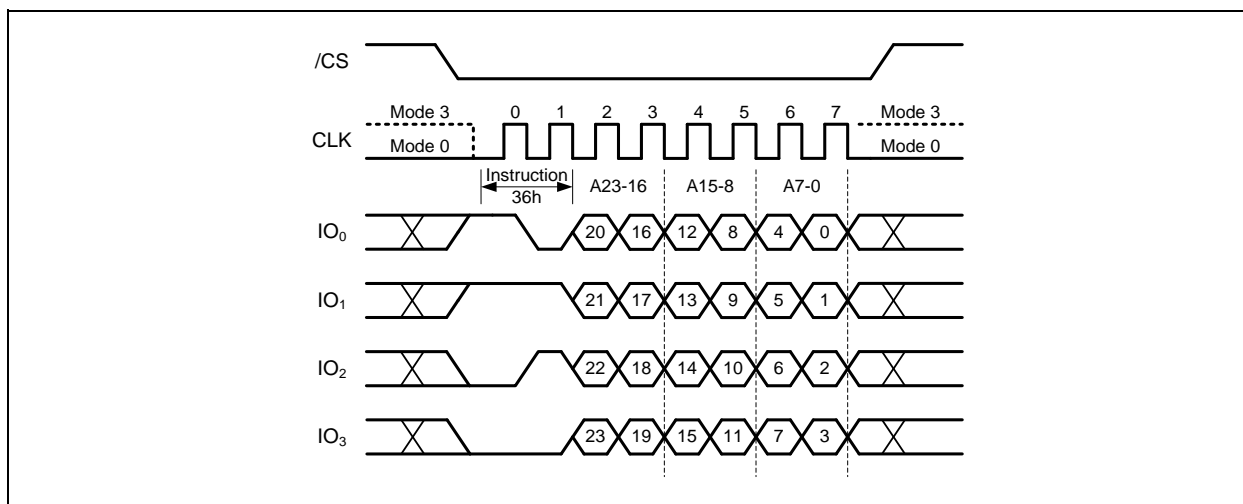 /CS
Mode 3 0 1 2 3 4 5 6 7 Mode 3
CLK
Mode 0 Mode 0
Instruction
36h
A23-16 A15-8 A7-0
IO0 20 16 12 8 4 0
IO1 21 17 13 9 5 1
IO2 22 18 14 10 6 2
IO3 23 19 15 11 7 3